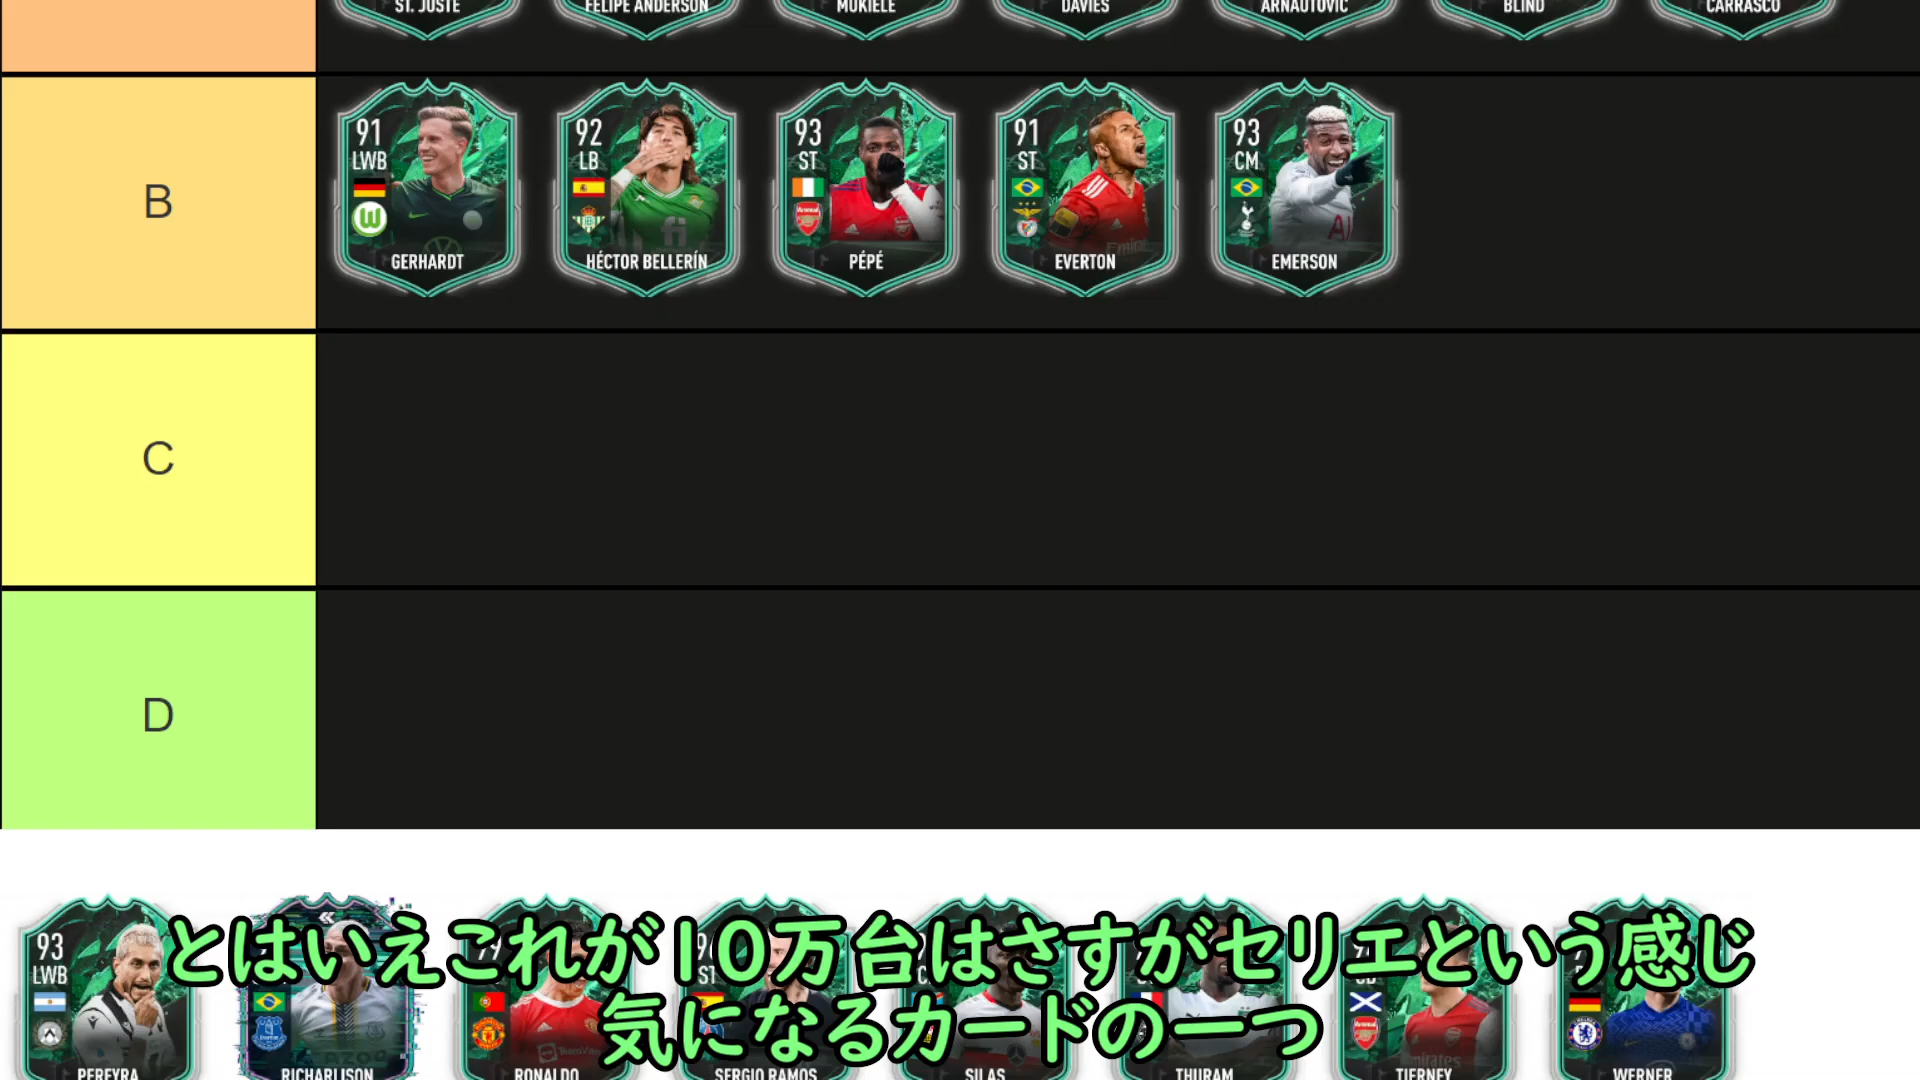 ST. JUSTE
FELIPE ANDERSON
MUKIELE
DAVIES
ARNAUTOVIC
BLIND
CARRASCO
B
91
LWB
GERHARDT
92
LB
HÉCTOR BELLERÍN
93
ST
PÉPÉ
91
ST
EVERTON
93
CM
EMERSON
C
D
93
LWB
PEREYRA
RICHARLISON
RONALDO
ST
SERGIO RAMOS
SILAS
THURAM
TIERNEY
WERNER
とはいえこれが10万台はさすがセリエという感じ
気になるカードの一つ